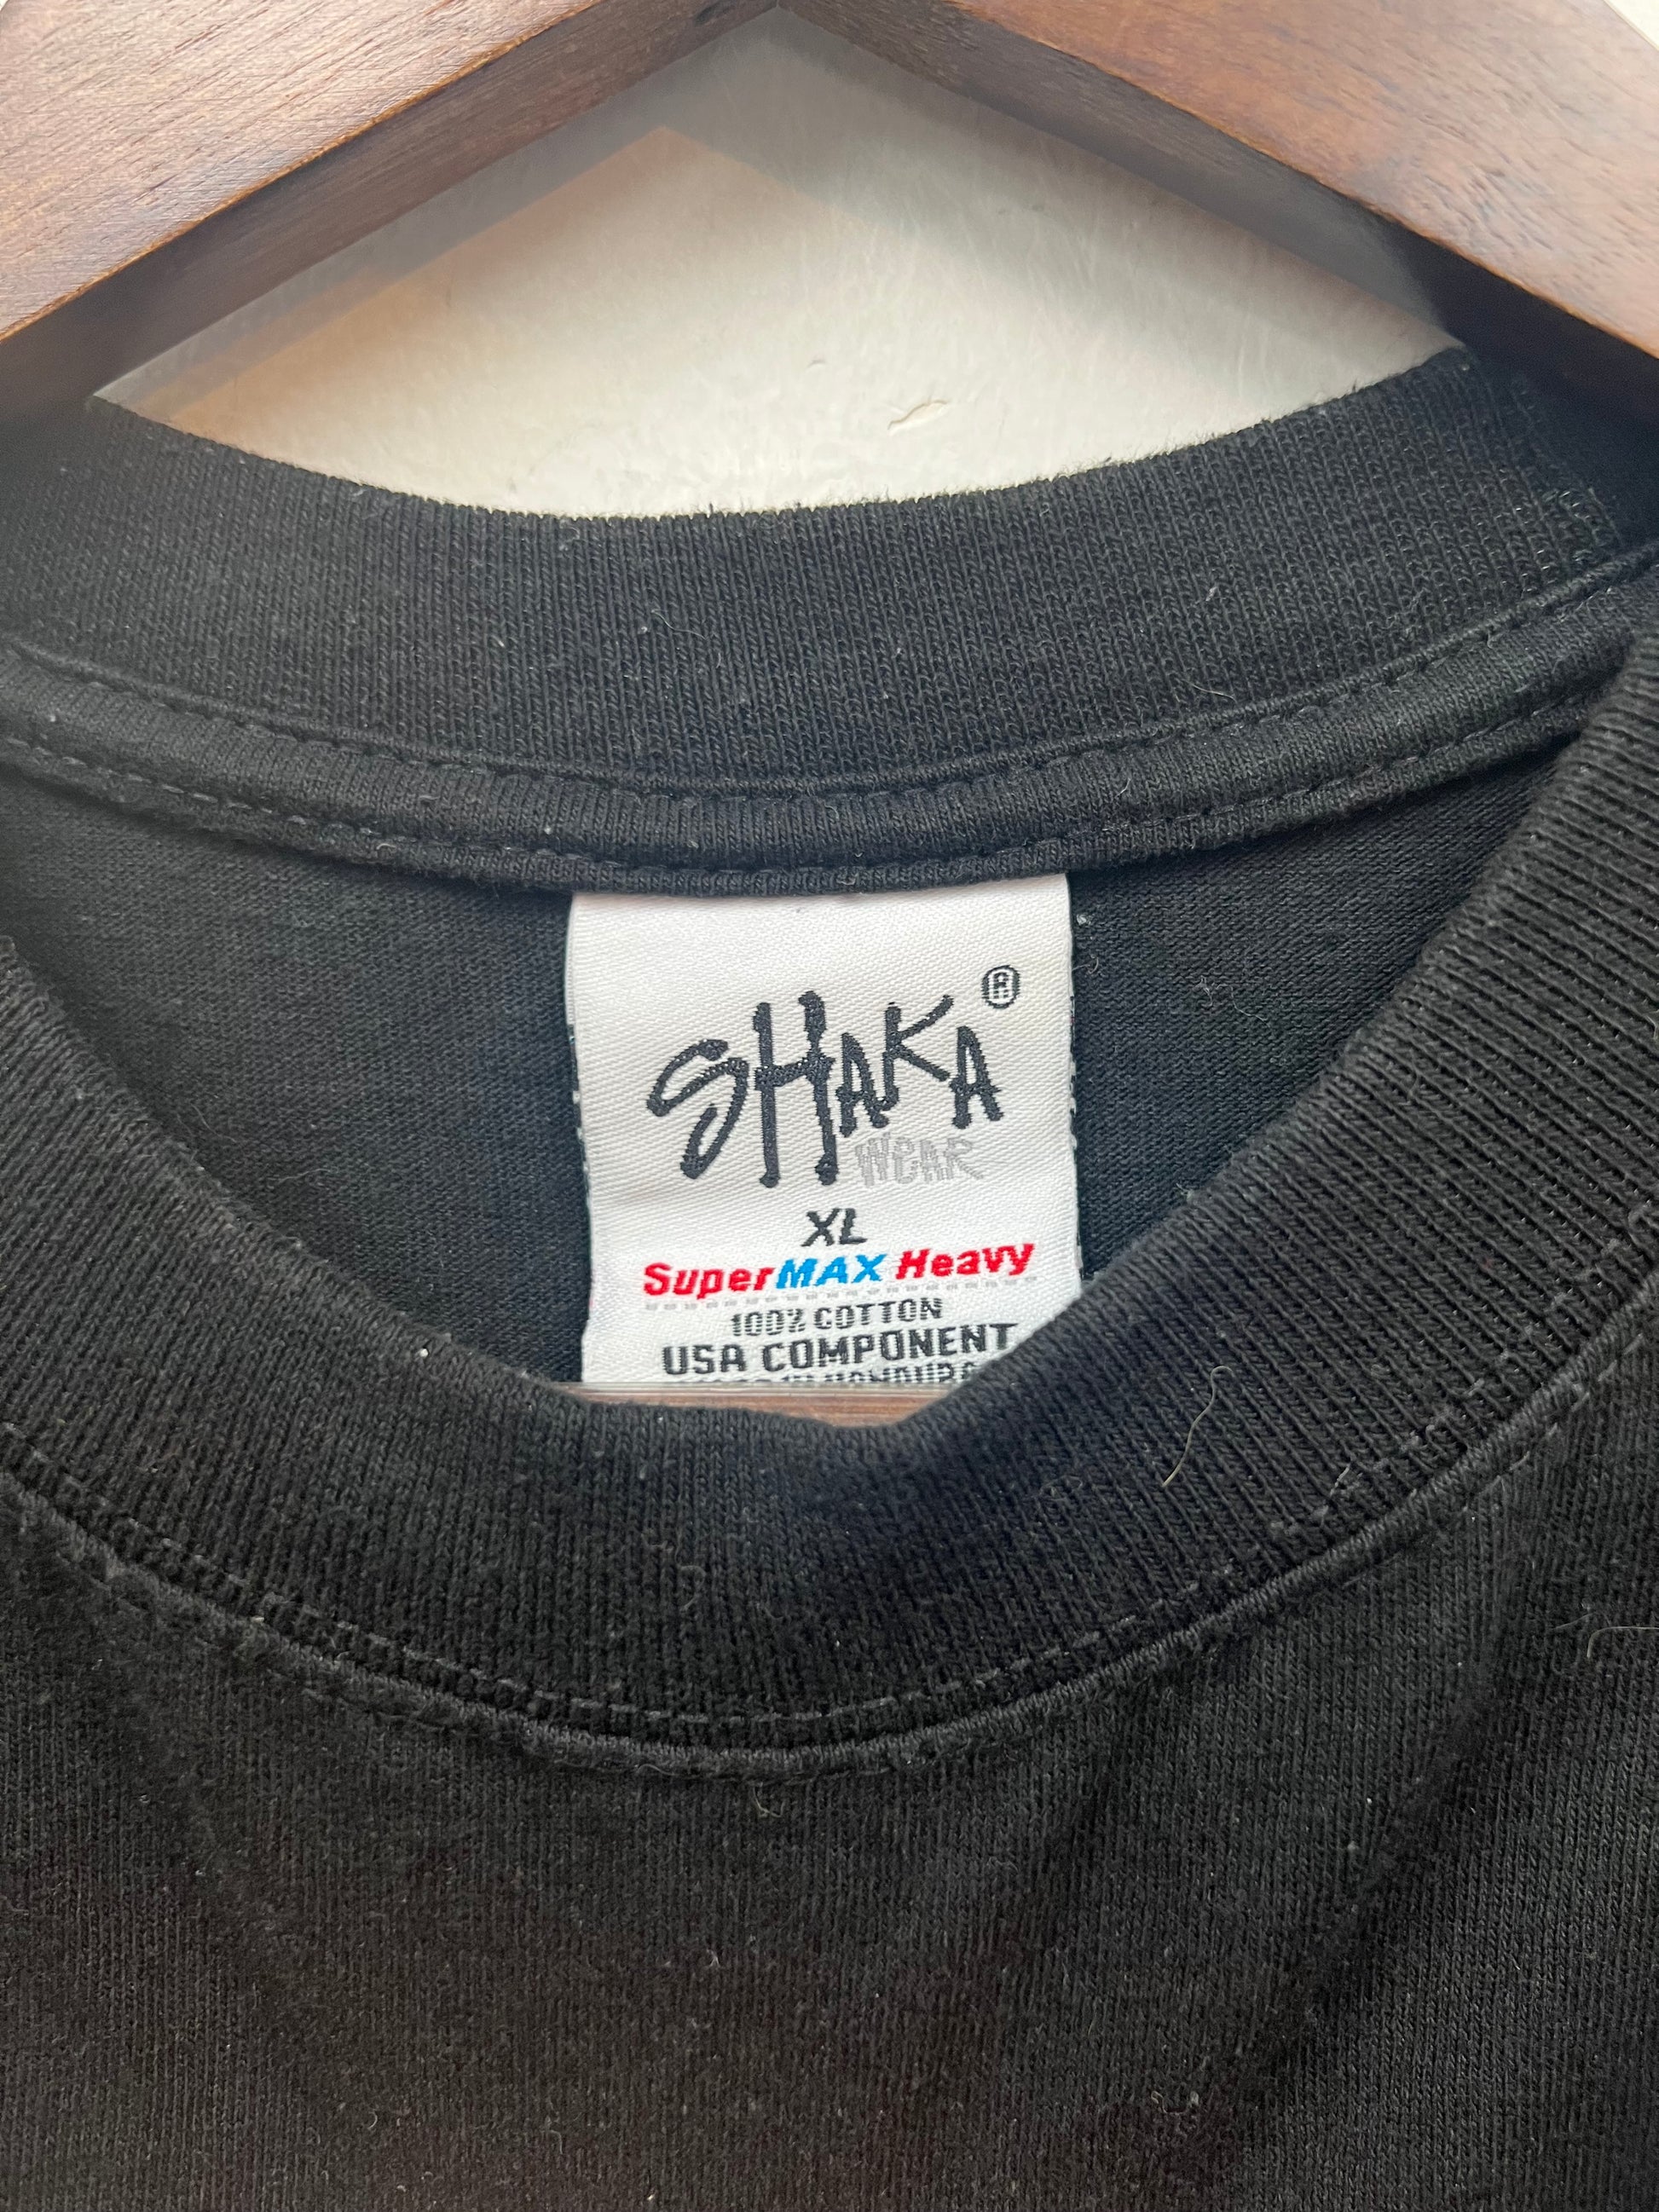 SHAKA ®
WEAR
XL
SuperMAX Heavy
100% COTTON
USA COMPONENT